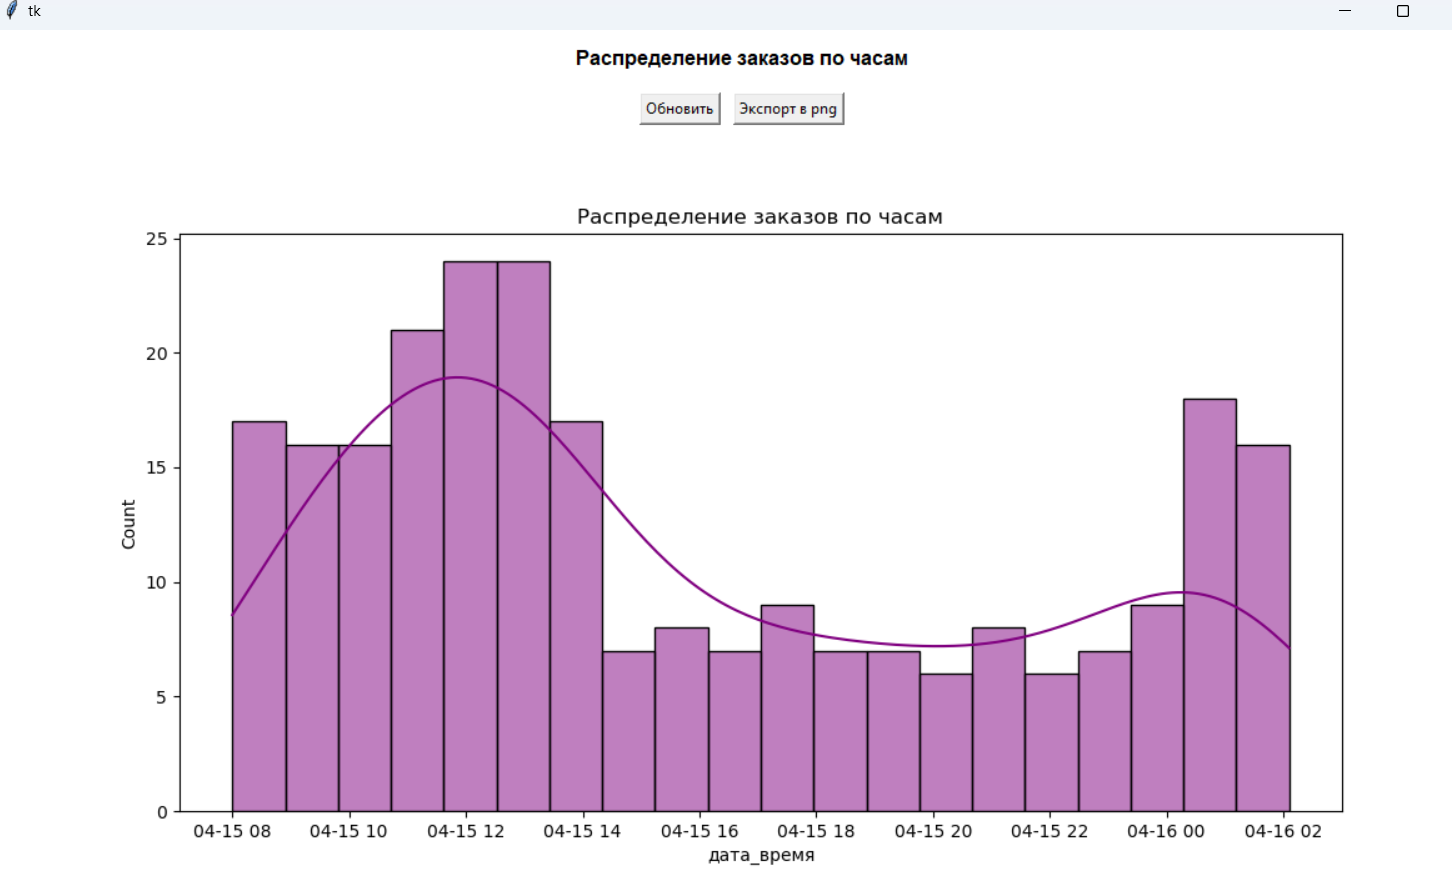 tk
Распределение заказов по часам
Обновить
Экспорт в png
Распределение заказов по часам
25
20
15
10
5
0
Count
04-15 08
04-15 10
04-15 12
04-15 14
04-15 16
04-15 18
04-15 20
04-15 22
04-16 00
04-16 02
дата_время